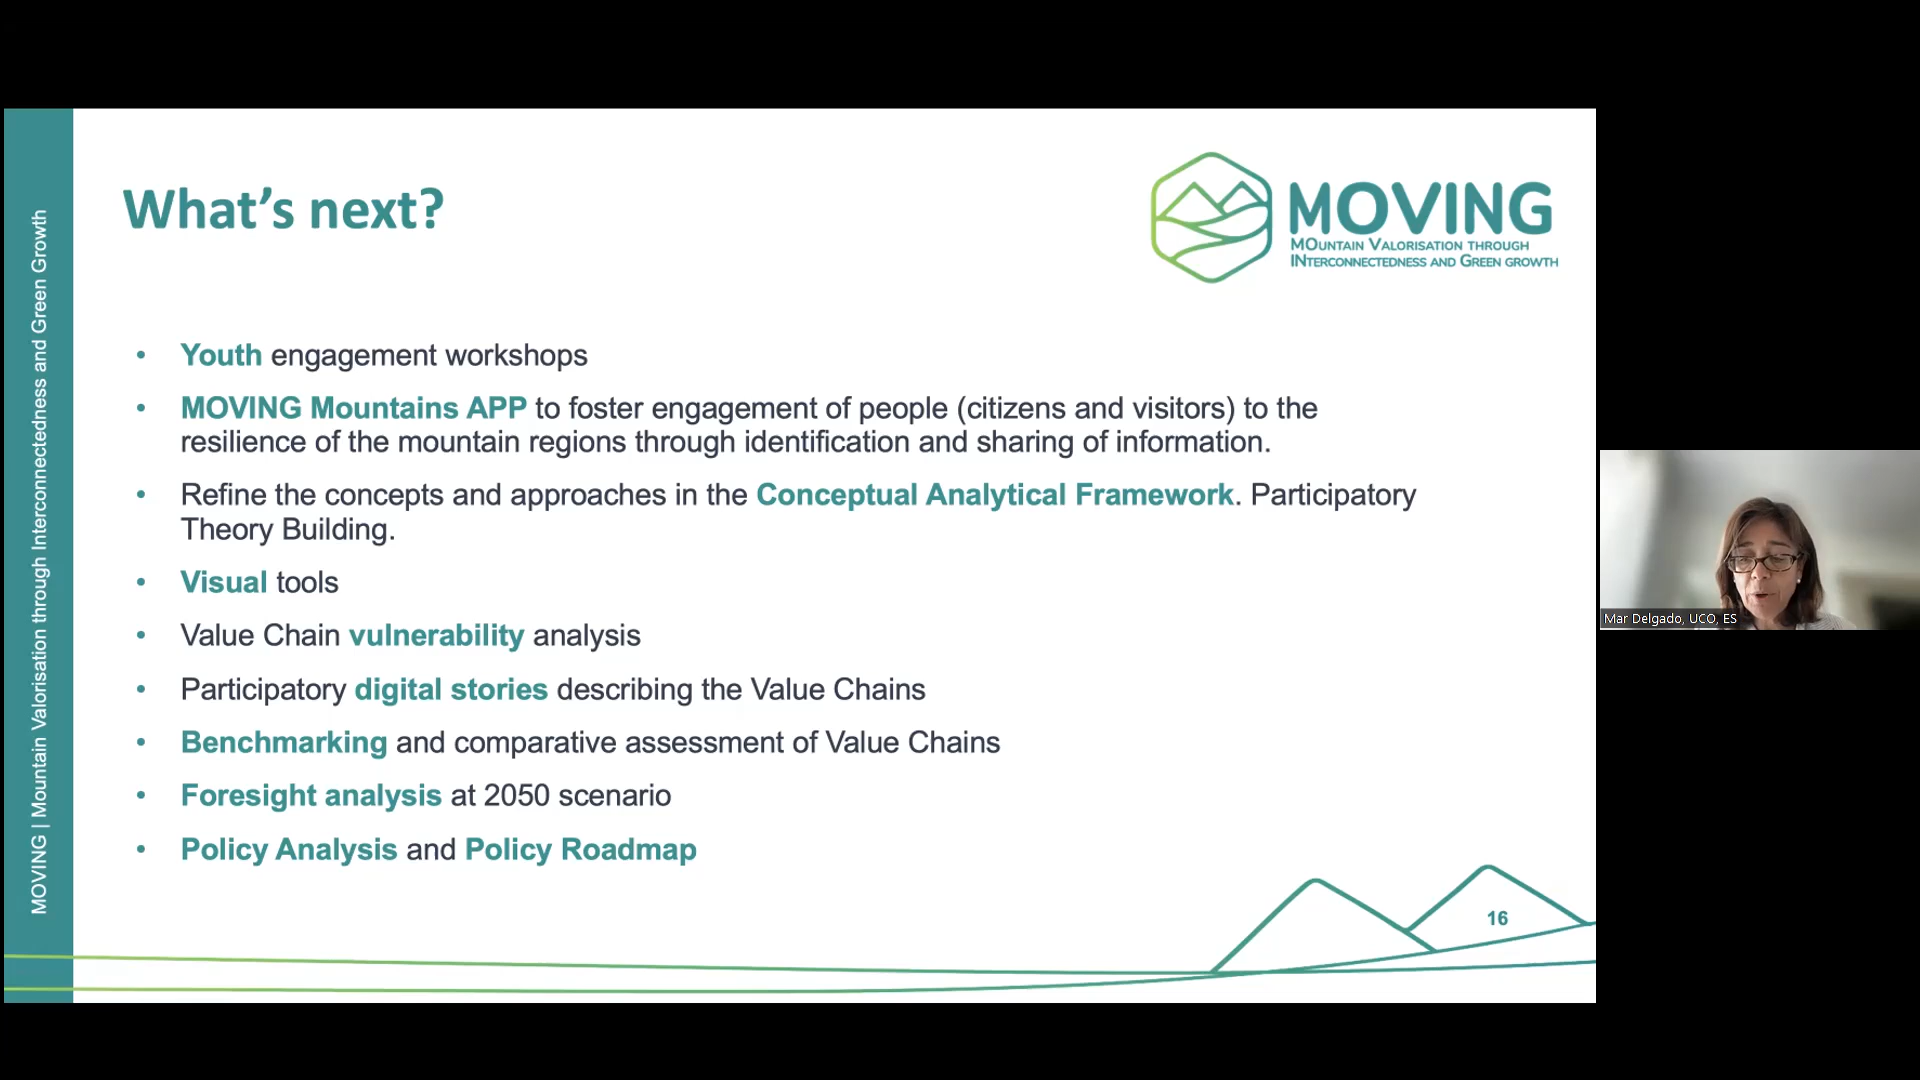 MOVING | Mountain Valorisation through Interconnectedness and Green Growth
What's next?
MOVING
MOUNTAIN VALORISATION THROUGH
INTERCONNECTEDNESS AND GREEN GROWTH
• Youth engagement workshops
• MOVING Mountains APP to foster engagement of people (citizens and visitors) to the
resilience of the mountain regions through identification and sharing of information.
• Refine the concepts and approaches in the Conceptual Analytical Framework. Participatory
Theory Building.
• Visual tools
• Value Chain vulnerability analysis
• Participatory digital stories describing the Value Chains
• Benchmarking and comparative assessment of Value Chains
• Foresight analysis at 2050 scenario
• Policy Analysis and Policy Roadmap
16
Mar Delgado, UCO, ES